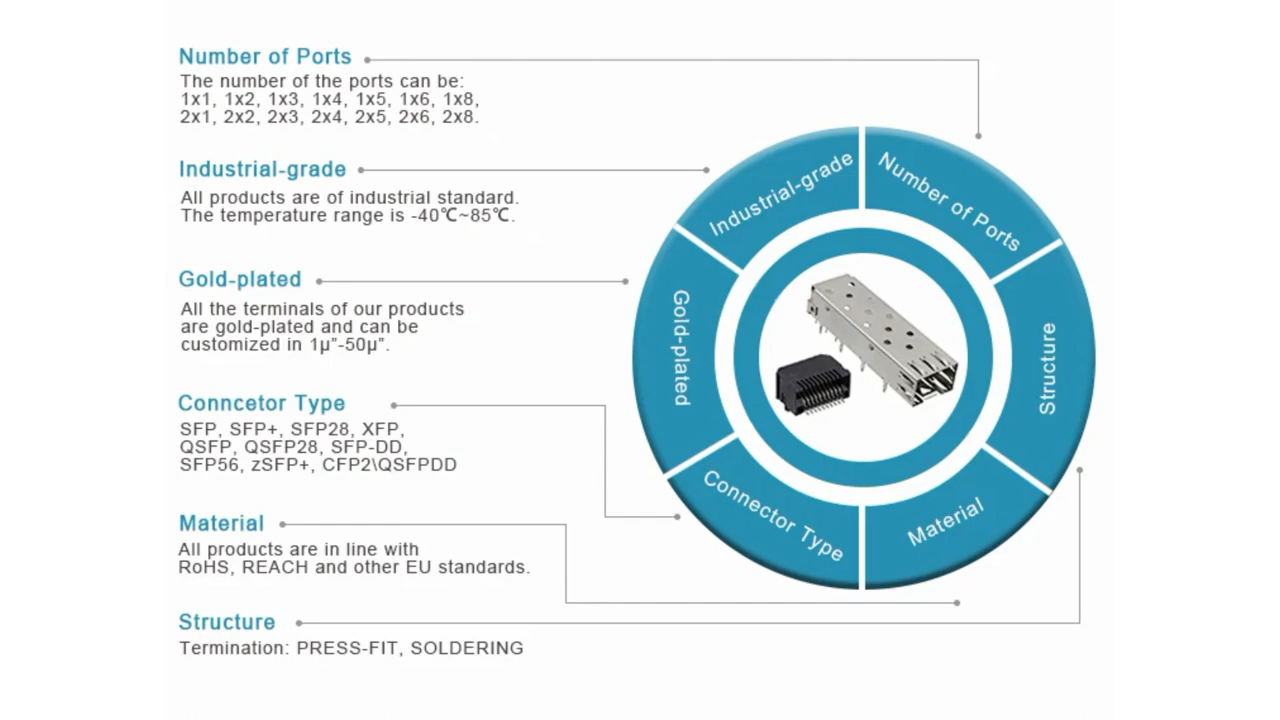 Number of Ports
The number of the ports can be:
1x1, 1x2, 1x3, 1x4, 1x5, 1x6, 1x8,
2x1, 2x2, 2x3, 2x4, 2x5, 2x6, 2x8.
Industrial-grade
All products are of industrial standard.
The temperature range is -40℃~85℃.
Gold-plated
All the terminals of our products
are gold-plated and can be
customized in 1μ”-50μ”.
Conncetor Type
SFP, SFP+, SFP28, XFP,
QSFP, QSFP28, SFP-DD,
SFP56, zSFP+, CFP2\QSFPDD
Material
All products are in line with
RoHS, REACH and other EU standards.
Structure
Termination: PRESS-FIT, SOLDERING
Industrial-grade
Number of Ports
Gold-plated
Structure
Connector Type
Material